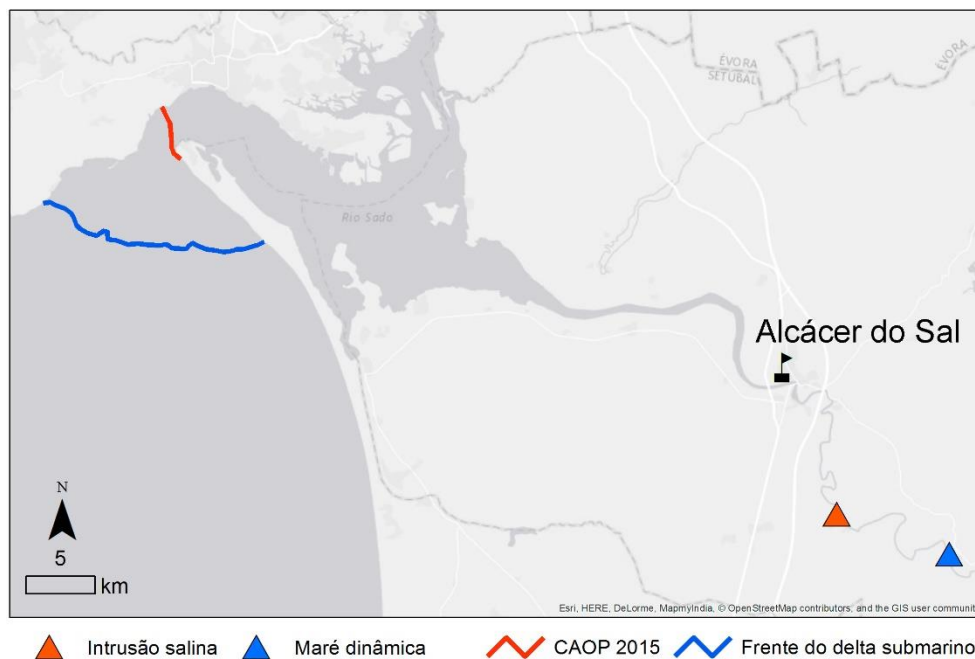 ÉVORA
SETÚBAL
ÉVORA
Rio Sado
Alcácer do Sal
N
5
km
Esri, HERE, DeLorme, MapmyIndia, © OpenStreetMap contributors, and the GIS user communit
Intrusão salina Maré dinâmica CAOP 2015 Frente do delta submarino